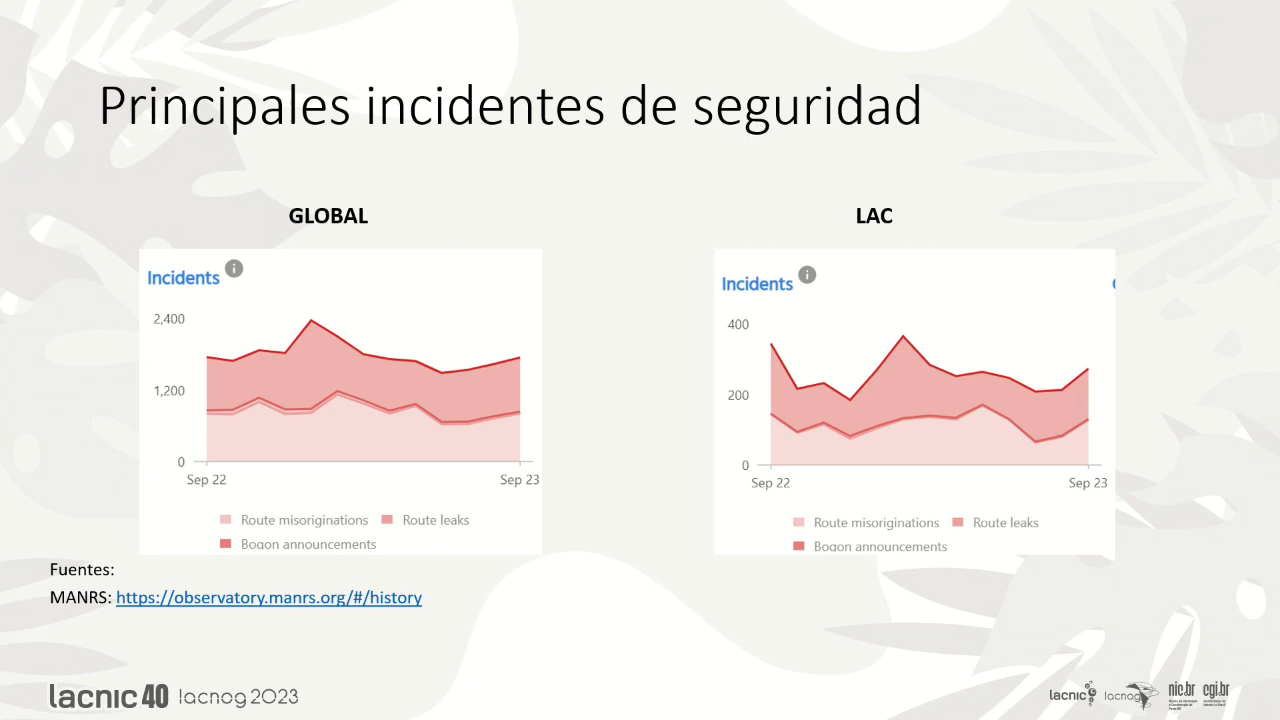 Principales incidentes de seguridad
GLOBAL
Incidents
2,400
1,200
0
Sep 22
Sep 23
Route misoriginations
Route leaks
Bogon announcements
LAC
Incidents
400
200
0
Sep 22
Sep 23
Route misoriginations
Route leaks
Bogon announcements
Fuentes:
MANRS: https://observatory.manrs.org/#/history
lacnic 40 lacnog 2023
lacnic lacnog nic.br cgi.br